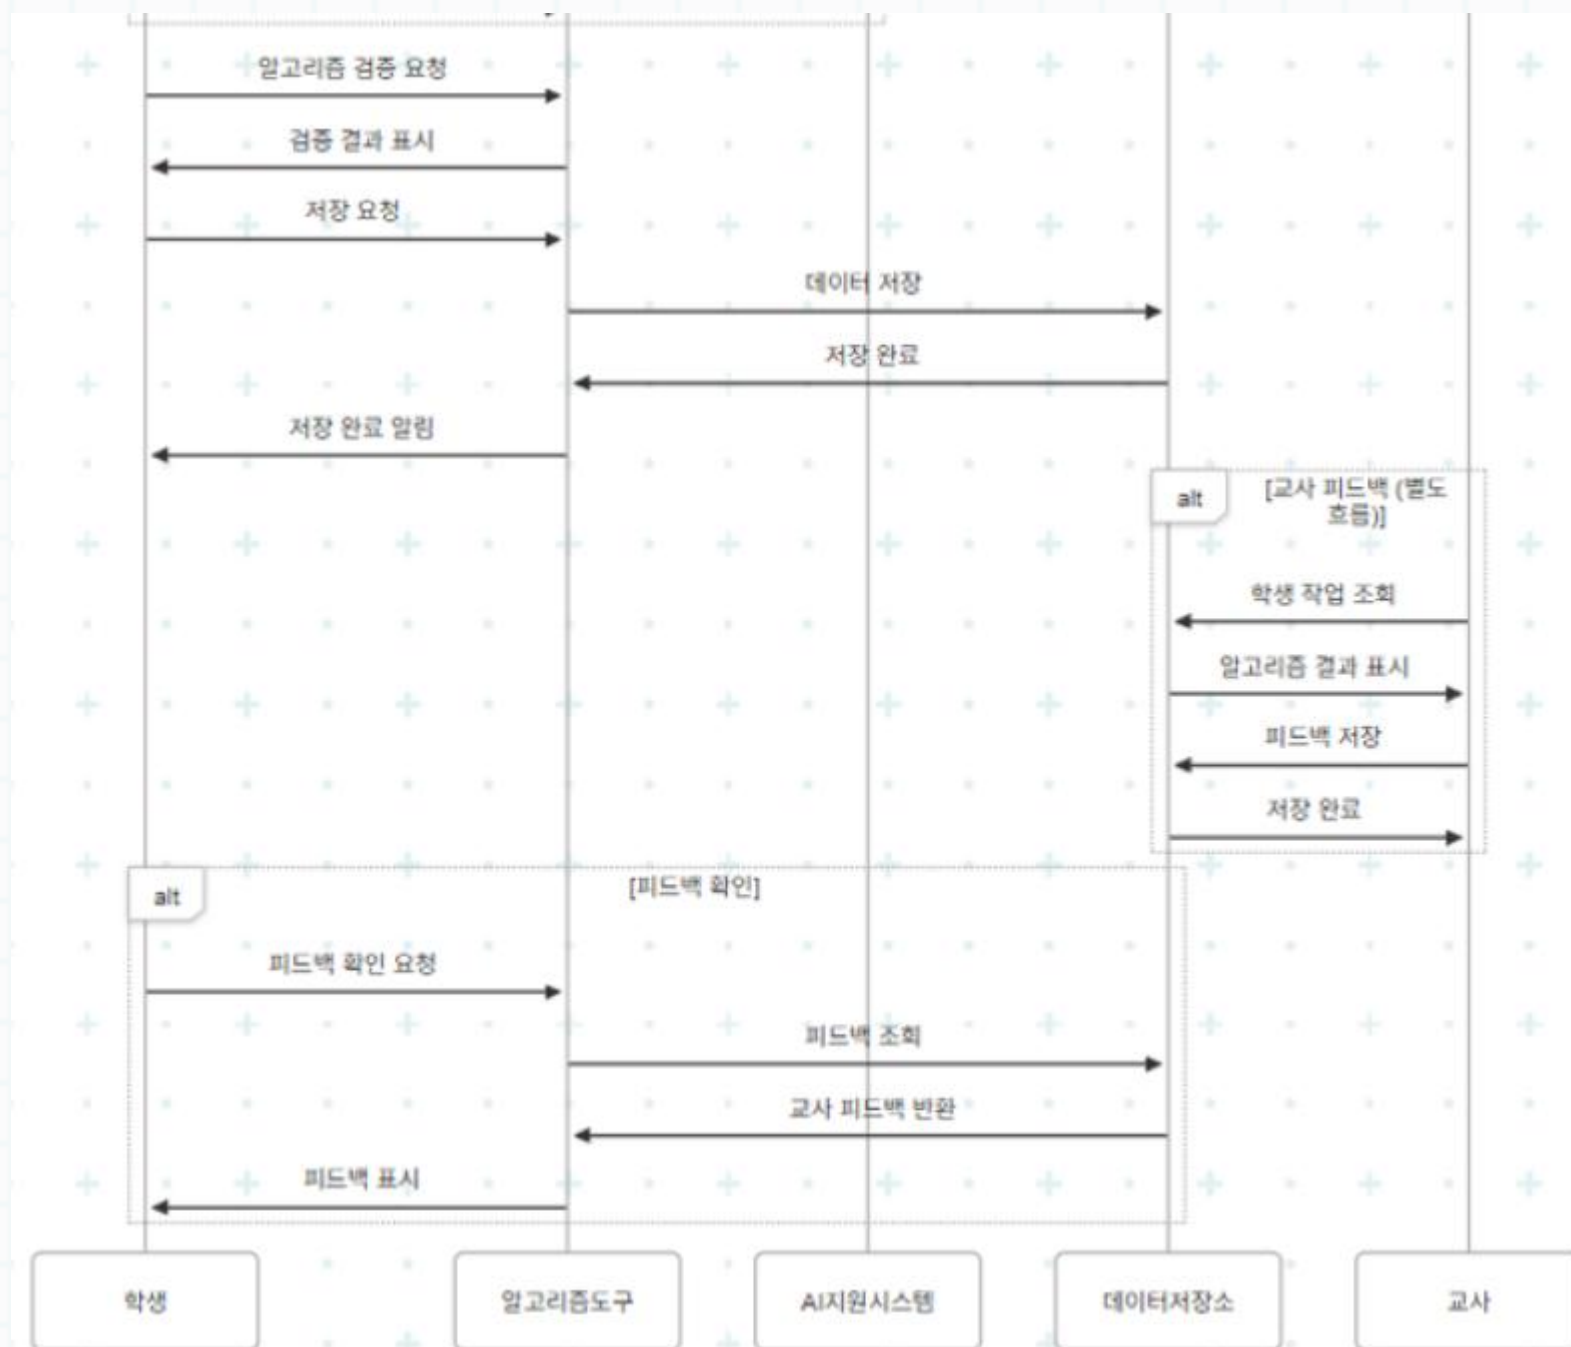 알고리즘 검증 요청
검증 결과 표시
저장 요청
데이터 저장
저장 완료
저장 완료 알림
alt
[교사 피드백 (별도
흐름)]
학생 작업 조회
알고리즘 결과 표시
피드백 저장
저장 완료
alt
[피드백 확인]
피드백 확인 요청
피드백 조회
교사 피드백 반환
피드백 표시
학생
알고리즘도구
AI지원시스템
데이터저장소
교사